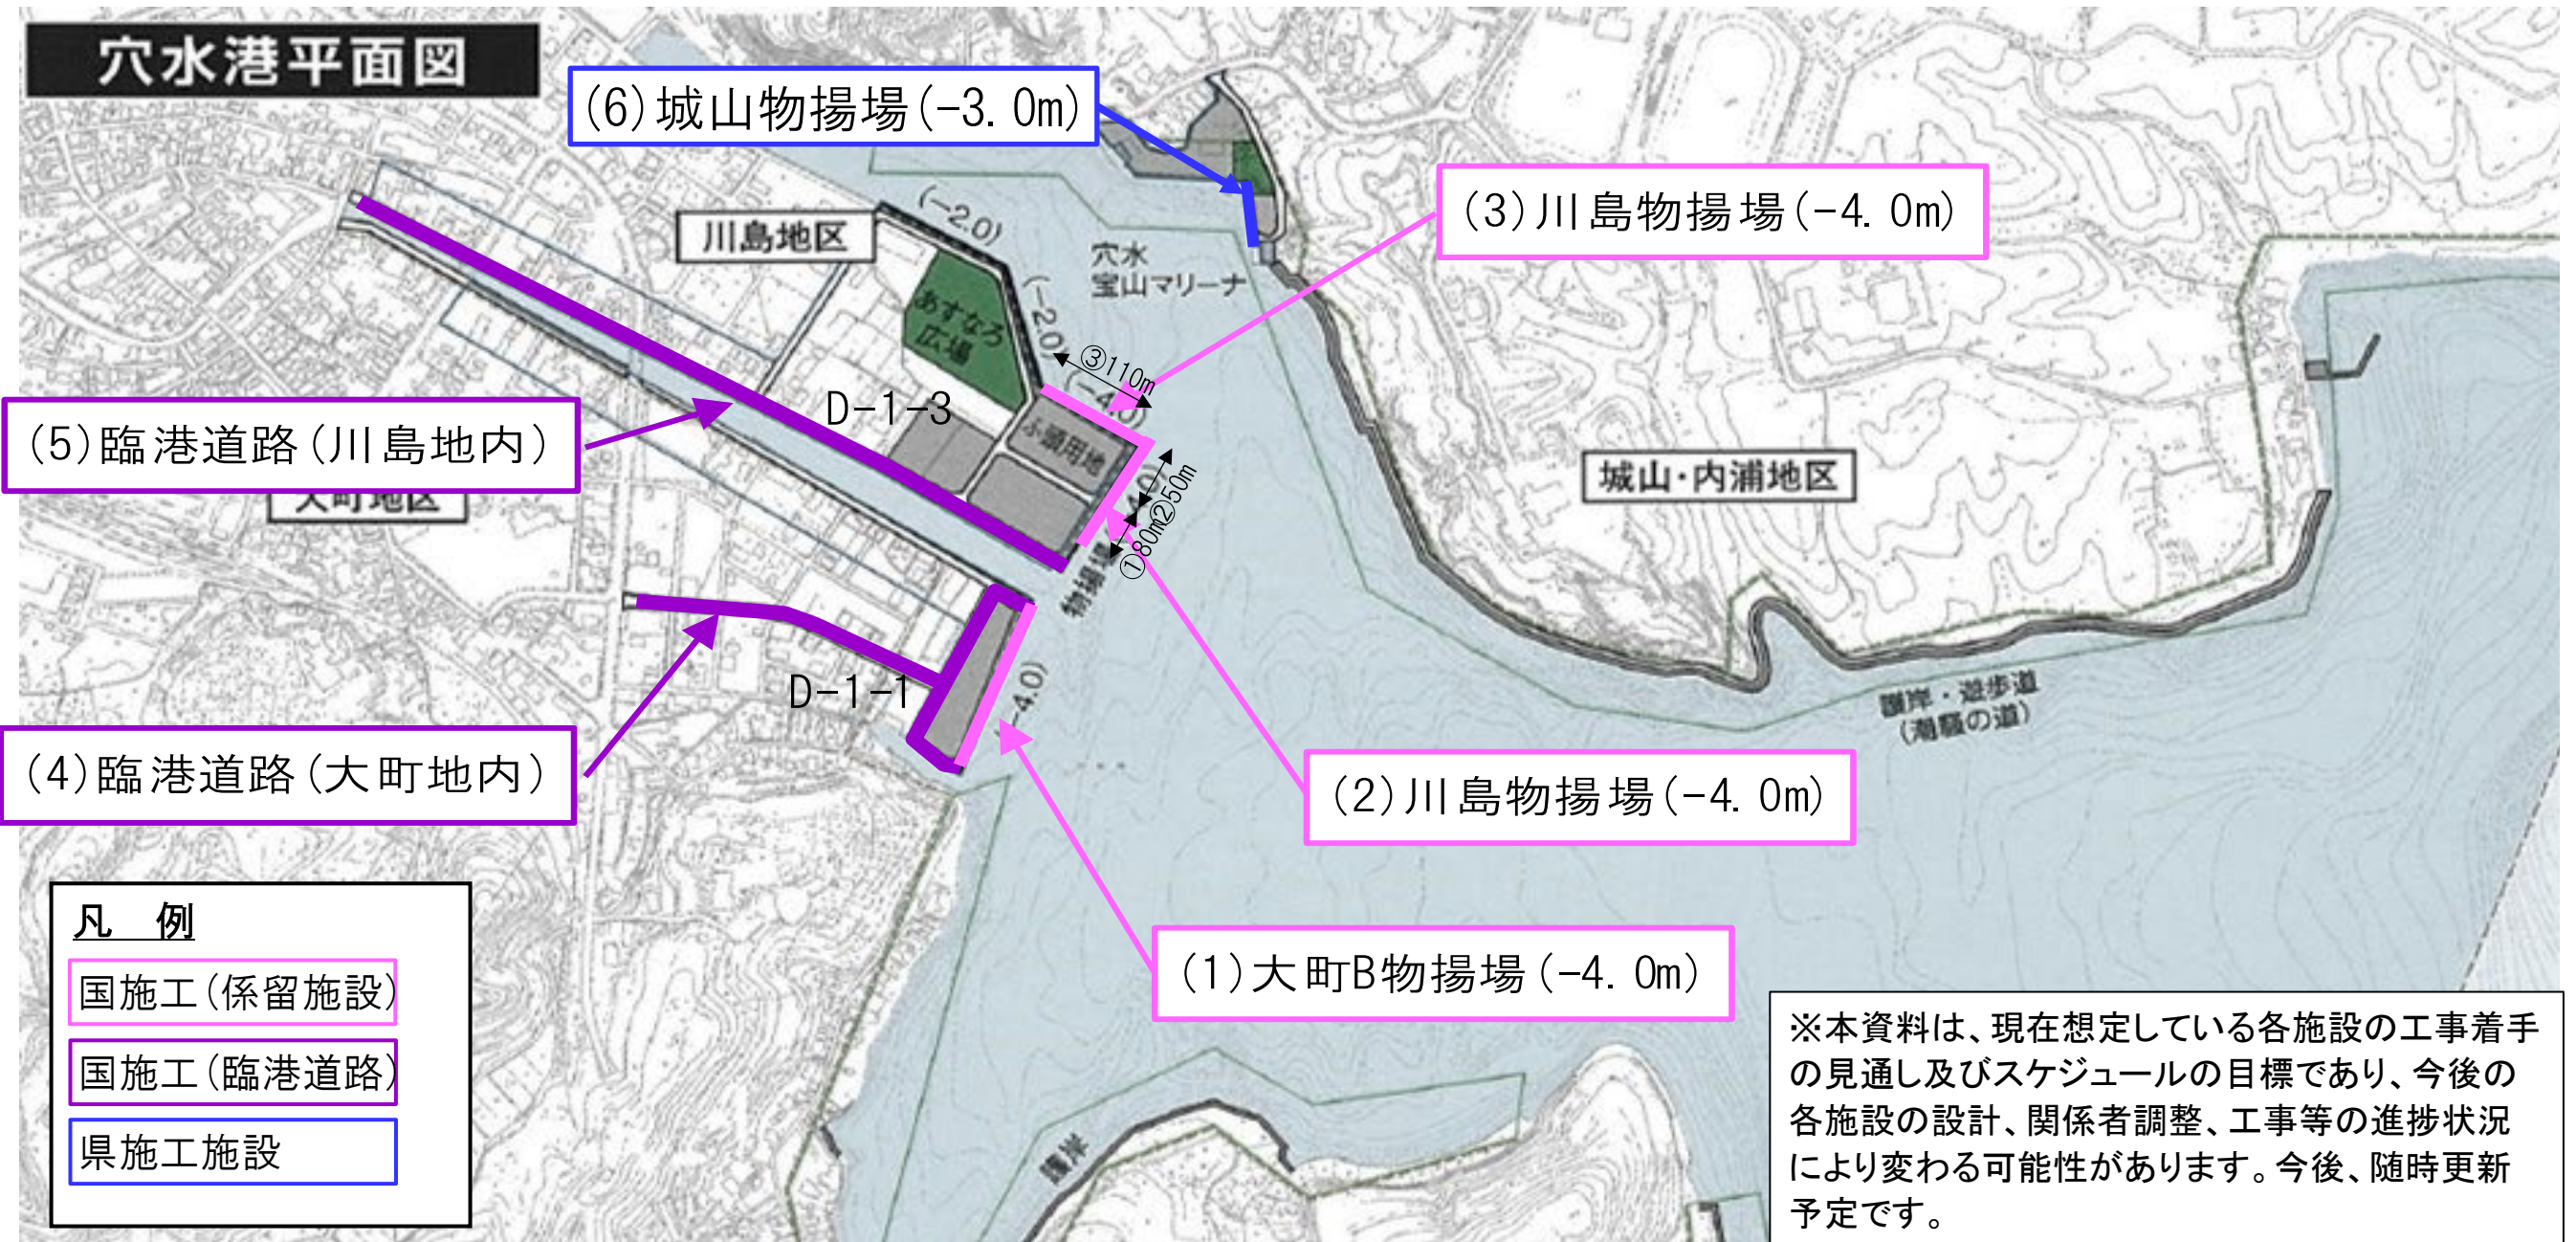 穴水港平面図
(6)城山物揚場(-3.0m)
(3)川島物揚場(-4.0m)
川島地区
(-2.0)
穴水
宝山マリーナ
あすなろ
広場
(-2.0)
③110m
(-4.0)
D-1-3
ふ頭用地
(5)臨港道路(川島地内)
大町地区
城山・内浦地区
②50m
①80m
物揚場
D-1-1
(-4.0)
護岸・遊歩道
(潮騒の道)
(4)臨港道路(大町地内)
(2)川島物揚場(-4.0m)
(1)大町B物揚場(-4.0m)
凡 例
国施工(係留施設)
国施工(臨港道路)
県施工施設
護岸
※本資料は、現在想定している各施設の工事着手
の見通し及びスケジュールの目標であり、今後の
各施設の設計、関係者調整、工事等の進捗状況
により変わる可能性があります。今後、随時更新
予定です。